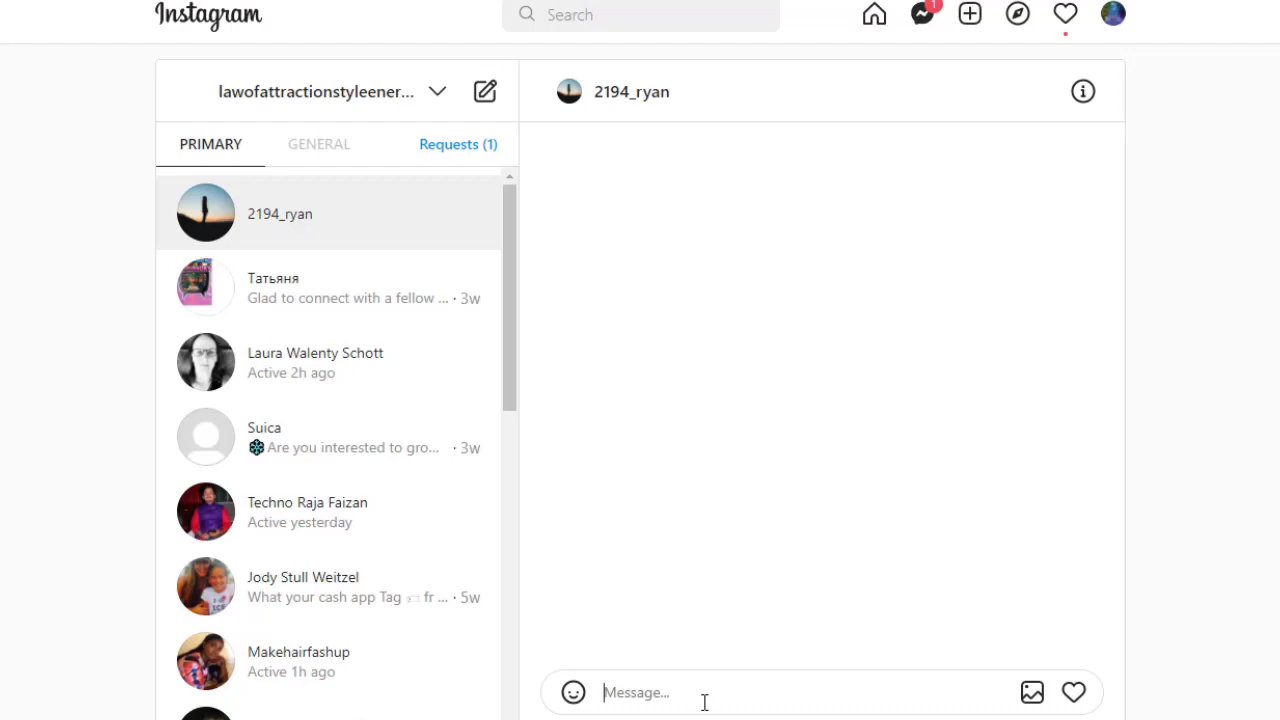 Instagram
Search
1
lawofattractionstyleener...
2194_ryan
PRIMARY
GENERAL
Requests (1)
2194_ryan
Татьяня
Glad to connect with a fellow ... · 3w
Laura Walenty Schott
Active 2h ago
Suica
Are you interested to gro... · 3w
Techno Raja Faizan
Active yesterday
Jody Stull Weitzel
What your cash app Tag fr ... · 5w
Makehairfashup
Active 1h ago
Message...